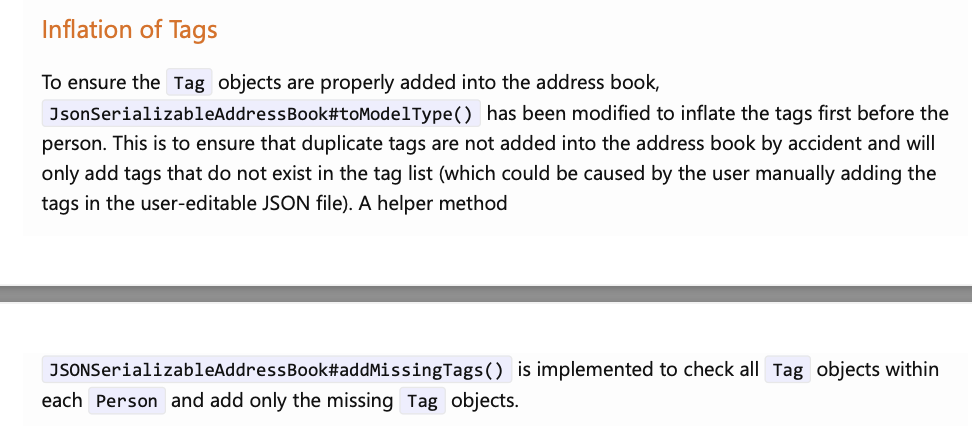 Inflation of Tags
To ensure the Tag objects are properly added into the address book,
JsonSerializableAddressBook#toModelType() has been modified to inflate the tags first before the
person. This is to ensure that duplicate tags are not added into the address book by accident and will
only add tags that do not exist in the tag list (which could be caused by the user manually adding the
tags in the user-editable JSON file). A helper method
JSONSerializableAddressBook#addMissingTags() is implemented to check all Tag objects within
each Person and add only the missing Tag objects.